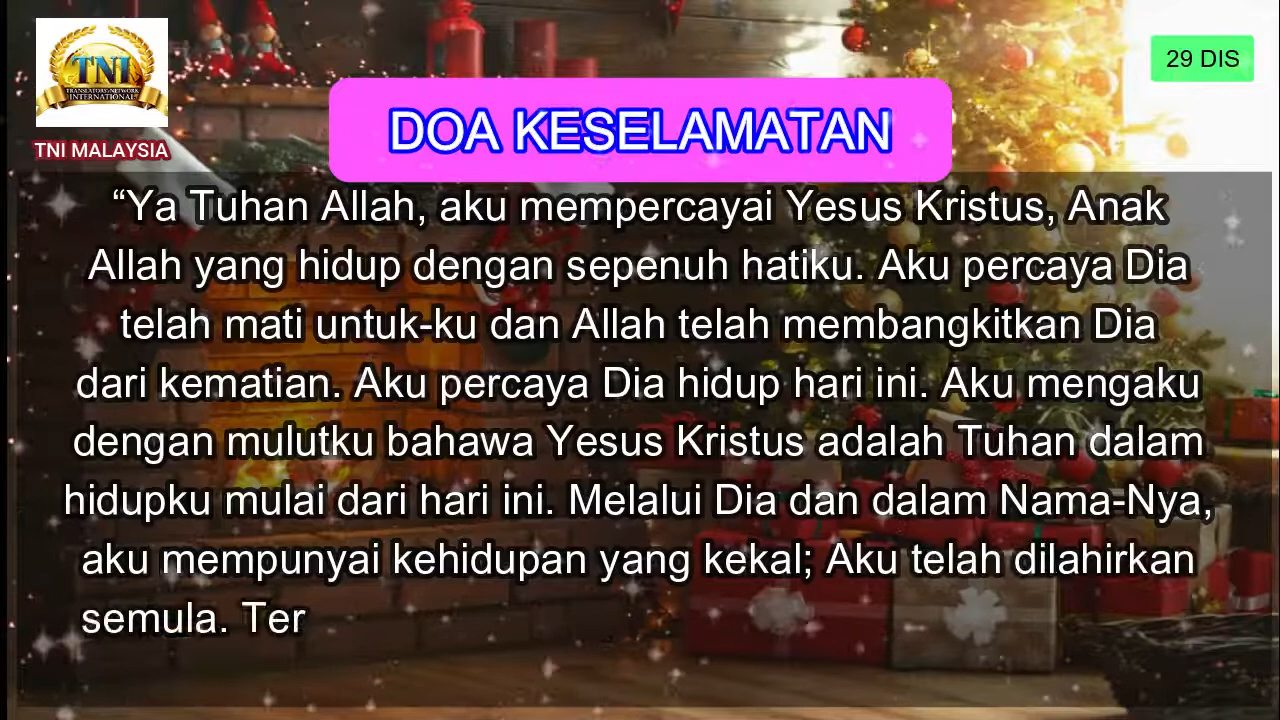 TNI
TRANSLATORS NETWORK
INTERNATIONAL
TNI MALAYSIA
29 DIS
DOA KESELAMATAN
“Ya Tuhan Allah, aku mempercayai Yesus Kristus, Anak
Allah yang hidup dengan sepenuh hatiku. Aku percaya Dia
telah mati untuk-ku dan Allah telah membangkitkan Dia
dari kematian. Aku percaya Dia hidup hari ini. Aku mengaku
dengan mulutku bahawa Yesus Kristus adalah Tuhan dalam
hidupku mulai dari hari ini. Melalui Dia dan dalam Nama-Nya,
aku mempunyai kehidupan yang kekal; Aku telah dilahirkan
semula. Ter